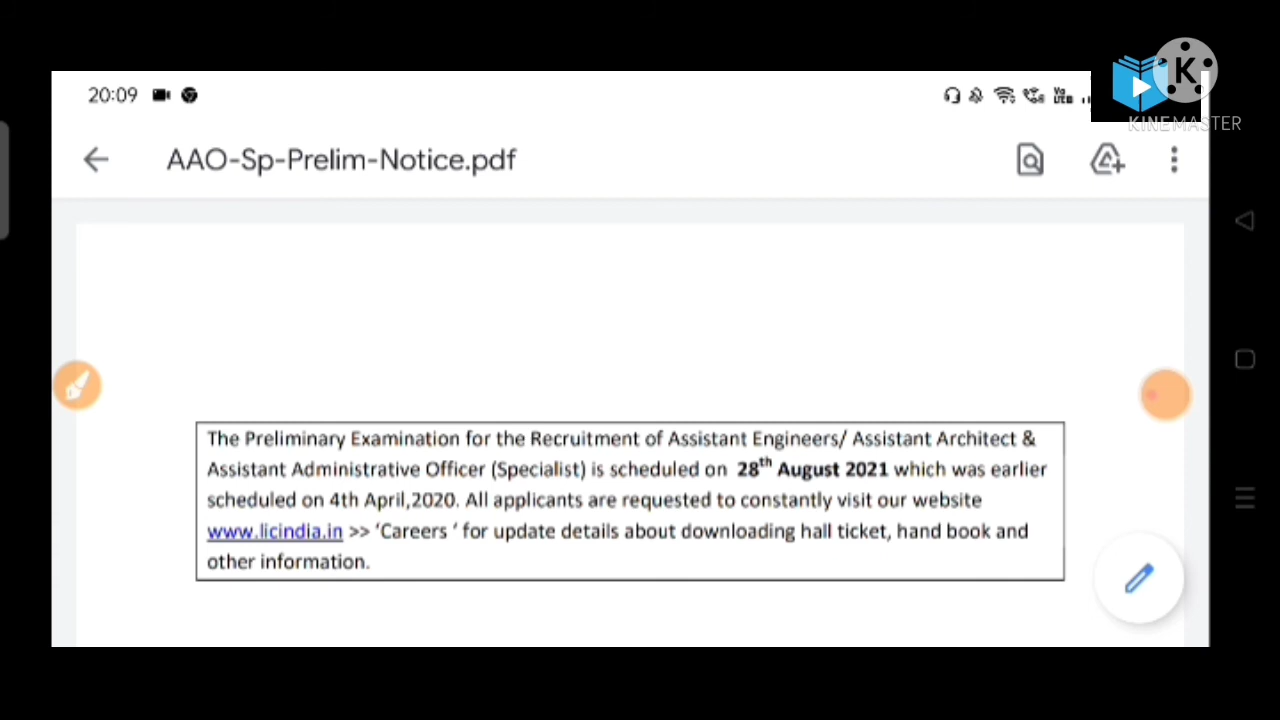 20:09
KINEMASTER
AAO-Sp-Prelim-Notice.pdf
The Preliminary Examination for the Recruitment of Assistant Engineers/ Assistant Architect &
Assistant Administrative Officer (Specialist) is scheduled on 28th August 2021 which was earlier
scheduled on 4th April,2020. All applicants are requested to constantly visit our website
www.licindia.in >> ‘Careers ‘ for update details about downloading hall ticket, hand book and
other information.